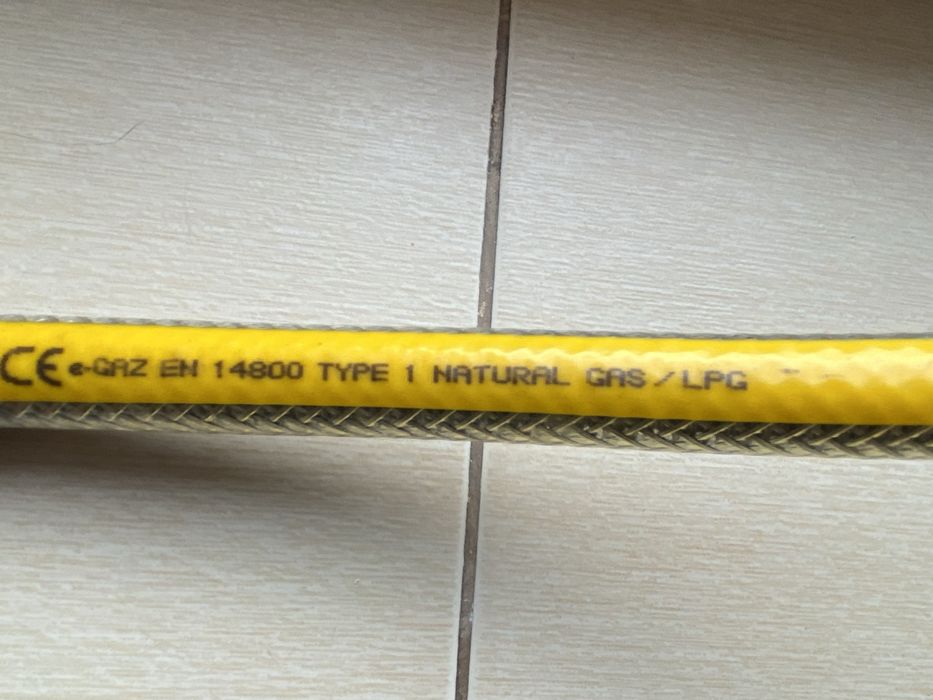 CE e-GAZ EN 14800 TYPE 1 NATURAL GAS / LPG